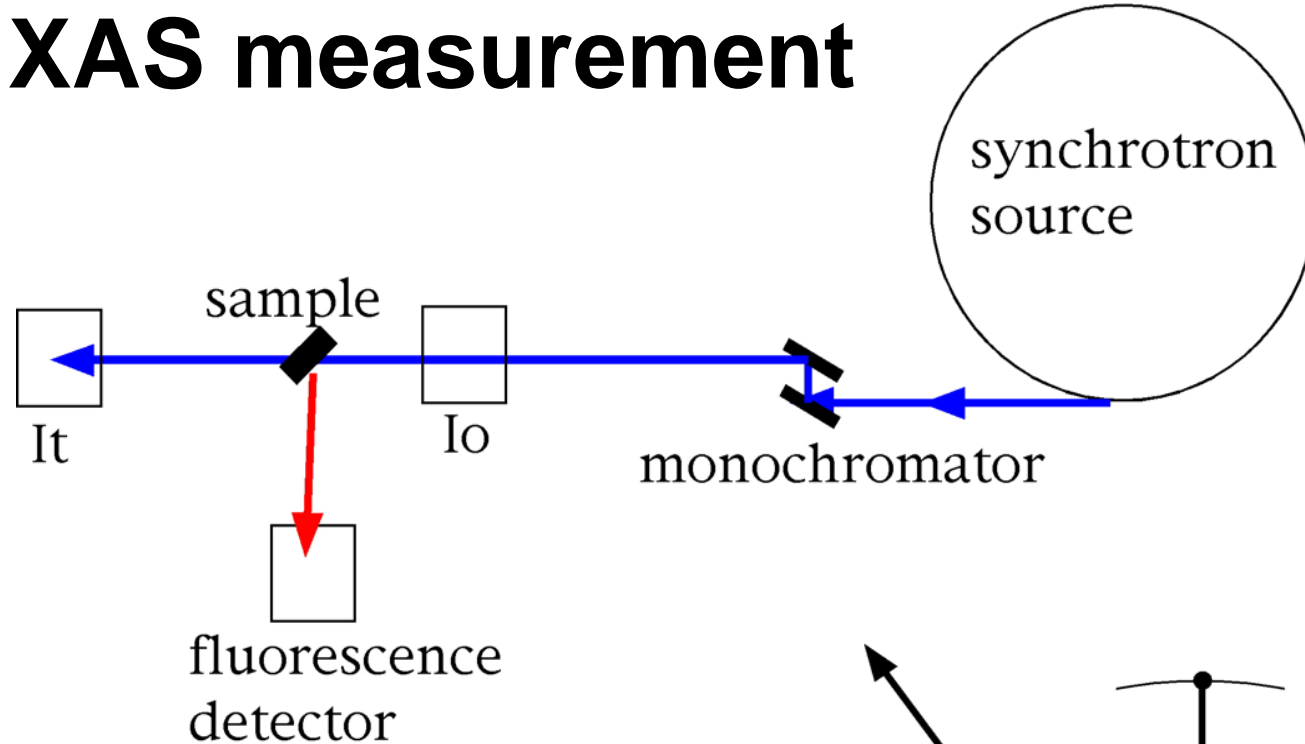 XAS measurement
synchrotron
source
sample
It
Io
monochromator
fluorescence
detector